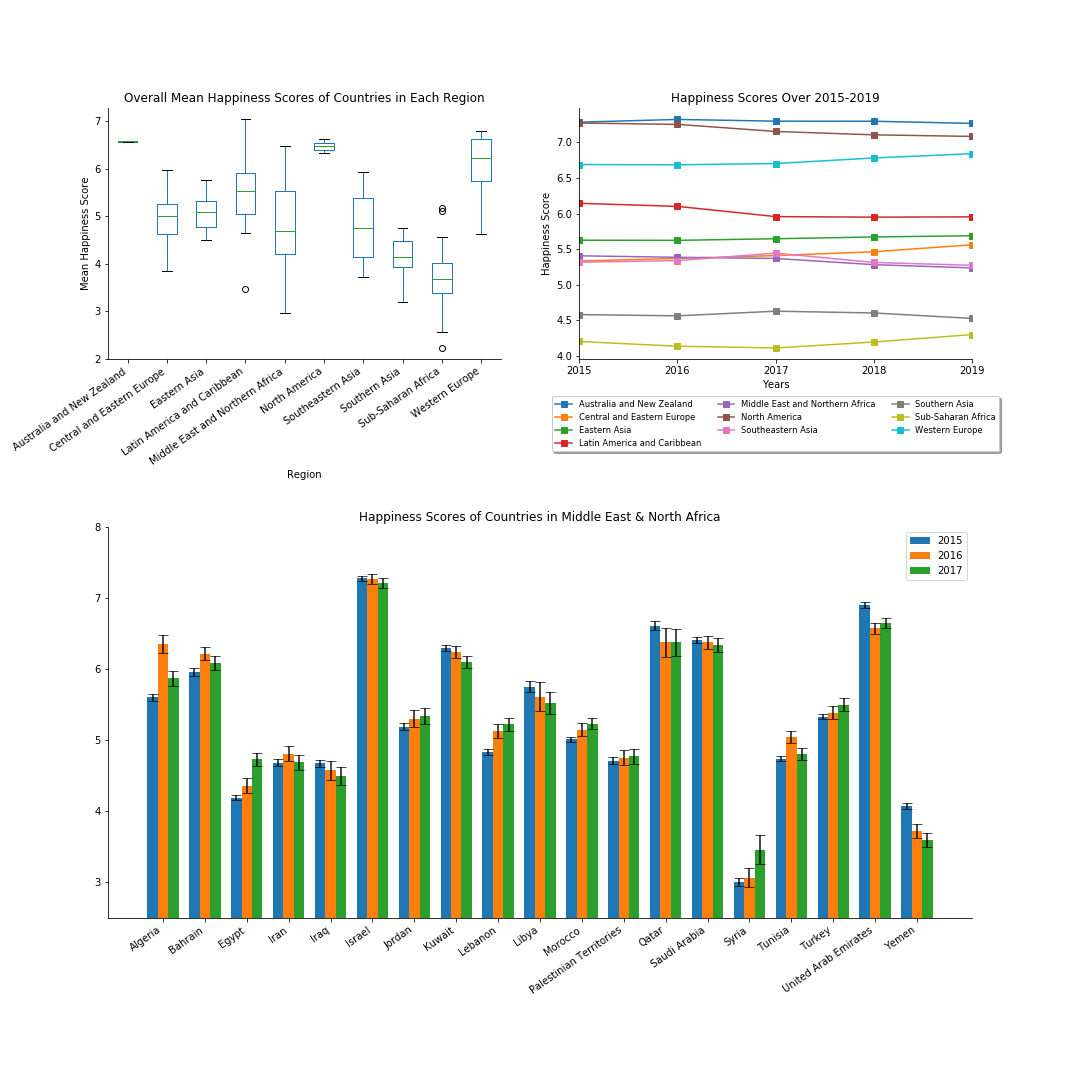 Overall Mean Happiness Scores of Countries in Each Region
Mean Happiness Score
7
6
5
4
3
2
Australia and New Zealand
Central and Eastern Europe
Eastern Asia
Latin America and Caribbean
Middle East and Northern Africa
North America
Southeastern Asia
Southern Asia
Sub-Saharan Africa
Western Europe
Region
Happiness Scores Over 2015-2019
Happiness Score
7.0
6.5
6.0
5.5
5.0
4.5
4.0
2015 2016 2017 2018 2019
Years
Australia and New Zealand
Central and Eastern Europe
Eastern Asia
Latin America and Caribbean
Middle East and Northern Africa
North America
Southeastern Asia
Southern Asia
Sub-Saharan Africa
Western Europe
Happiness Scores of Countries in Middle East & North Africa
8
7
6
5
4
3
2015
2016
2017
Algeria
Bahrain
Egypt
Iran
Iraq
Israel
Jordan
Kuwait
Lebanon
Libya
Morocco
Palestinian Territories
Qatar
Saudi Arabia
Syria
Tunisia
Turkey
United Arab Emirates
Yemen